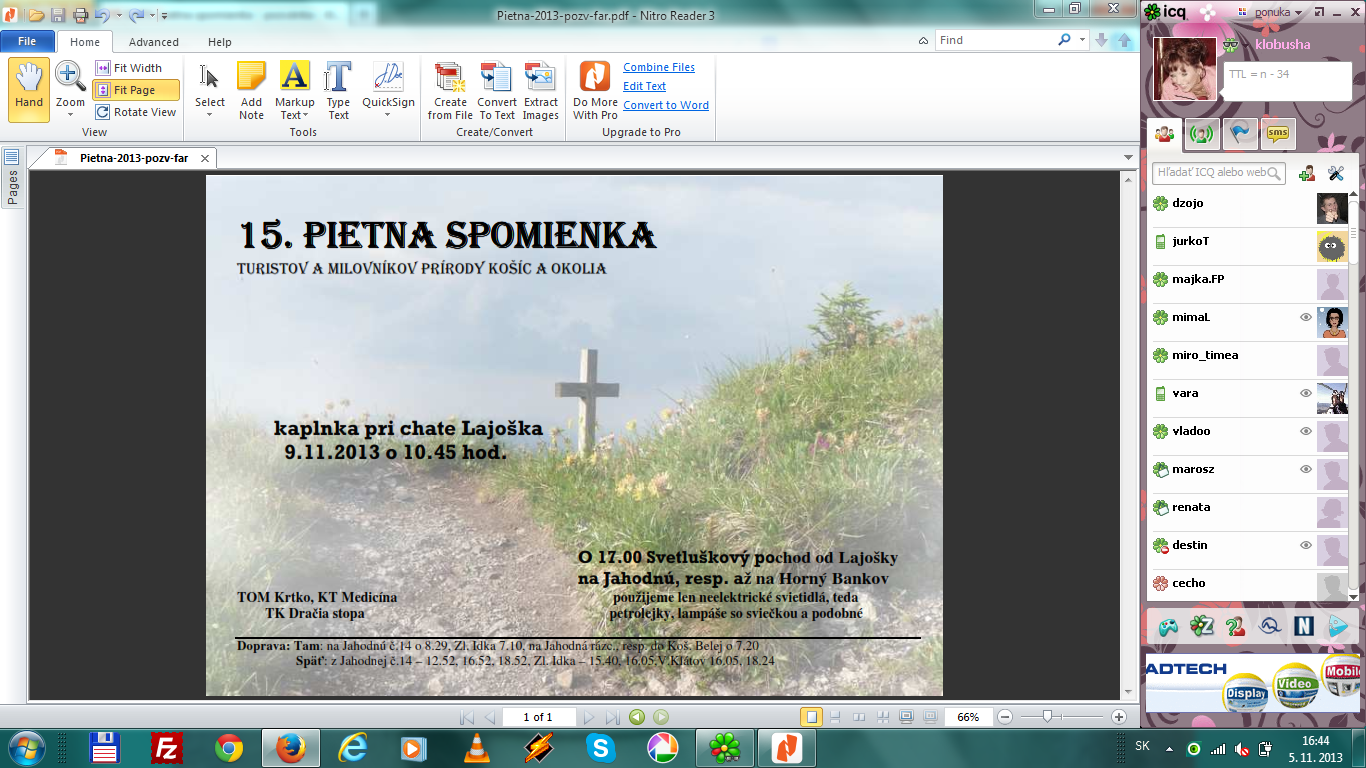 Pietna-2013-pozv-far.pdf - Nitro Reader 3
File Home Advanced Help
Find
Hand
Zoom
Fit Width
Fit Page
Rotate View
View
Select
Add Note
Markup Text
Type Text
QuickSign
Tools
Create from File
Convert To Text
Extract Images
Create/Convert
Do More With Pro
Combine Files
Edit Text
Convert to Word
Upgrade to Pro
Pietna-2013-pozv-far
Pages
15. PIETNA SPOMIENKA
TURISTOV A MILOVNÍKOV PRÍRODY KOŠÍC A OKOLIA
kaplnka pri chate Lajoška
9.11.2013 o 10.45 hod.
O 17.00 Svetluškový pochod od Lajošky
na Jahodnú, resp. až na Horný Bankov
použijeme len neelektrické svietidlá, teda
petrolejky, lampáše so sviečkou a podobné
TOM Krtko, KT Medicína
TK Dračia stopa
Doprava: Tam: na Jahodnú č.14 o 8.29, Zl. Idka 7.10, na Jahodná rázc., resp. do Koš. Belej o 7.20
Späť: z Jahodnej č.14 – 12.52, 16.52, 18.52, Zl. Idka – 15.40, 16.05,V.Klátov 16.05, 18.24
1 of 1
66%
icq
ponuka
klobusha
TTL = n - 34
sms
Hľadať ICQ alebo web
dzojo
jurkoT
majka.FP
mimaL
miro_timea
vara
vladoo
marosz
renata
destin
cecho
ADTECH
Display
Video
Mobil
SK
16:44
5. 11. 2013